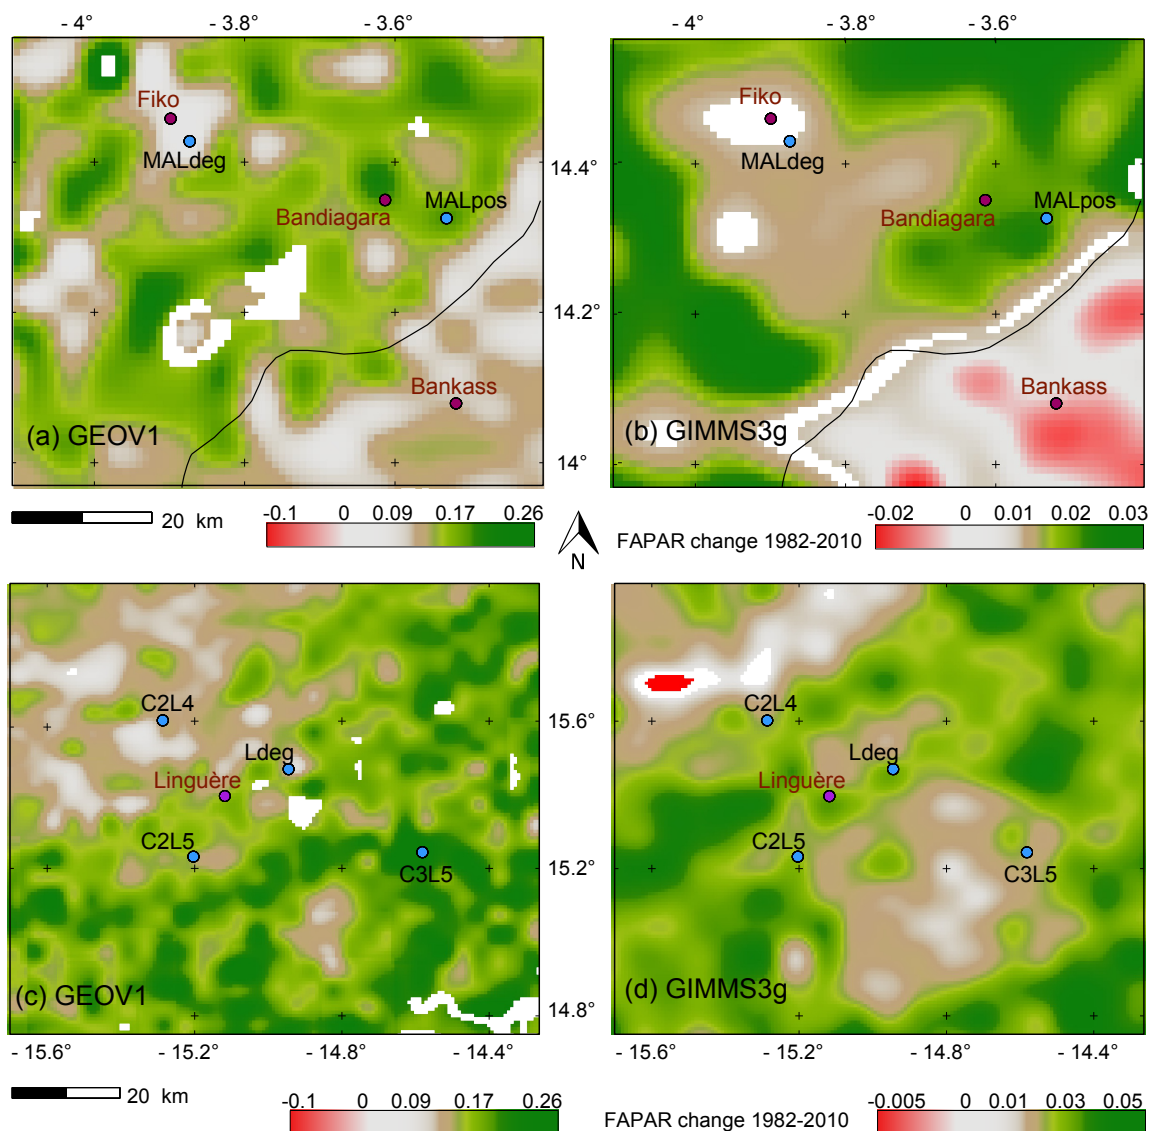 - 4° - 3.8° - 3.6° - 4° - 3.8° - 3.6°
Fiko
MALdeg
MALpos
Bandiagara
Bankass
(a) GEOV1
14.4°
14.2°
14°
Fiko
MALdeg
MALpos
Bandiagara
Bankass
(b) GIMMS3g
20 km
-0.1 0 0.09 0.17 0.26
N
FAPAR change 1982-2010
-0.02 0 0.01 0.02 0.03
C2L4
Ldeg
Linguère
C2L5
C3L5
(c) GEOV1
15.6°
15.2°
14.8°
C2L4
Ldeg
Linguère
C2L5
C3L5
(d) GIMMS3g
- 15.6° - 15.2° - 14.8° - 14.4° - 15.6° - 15.2° - 14.8° - 14.4°
20 km
-0.1 0 0.09 0.17 0.26
FAPAR change 1982-2010
-0.005 0 0.01 0.03 0.05